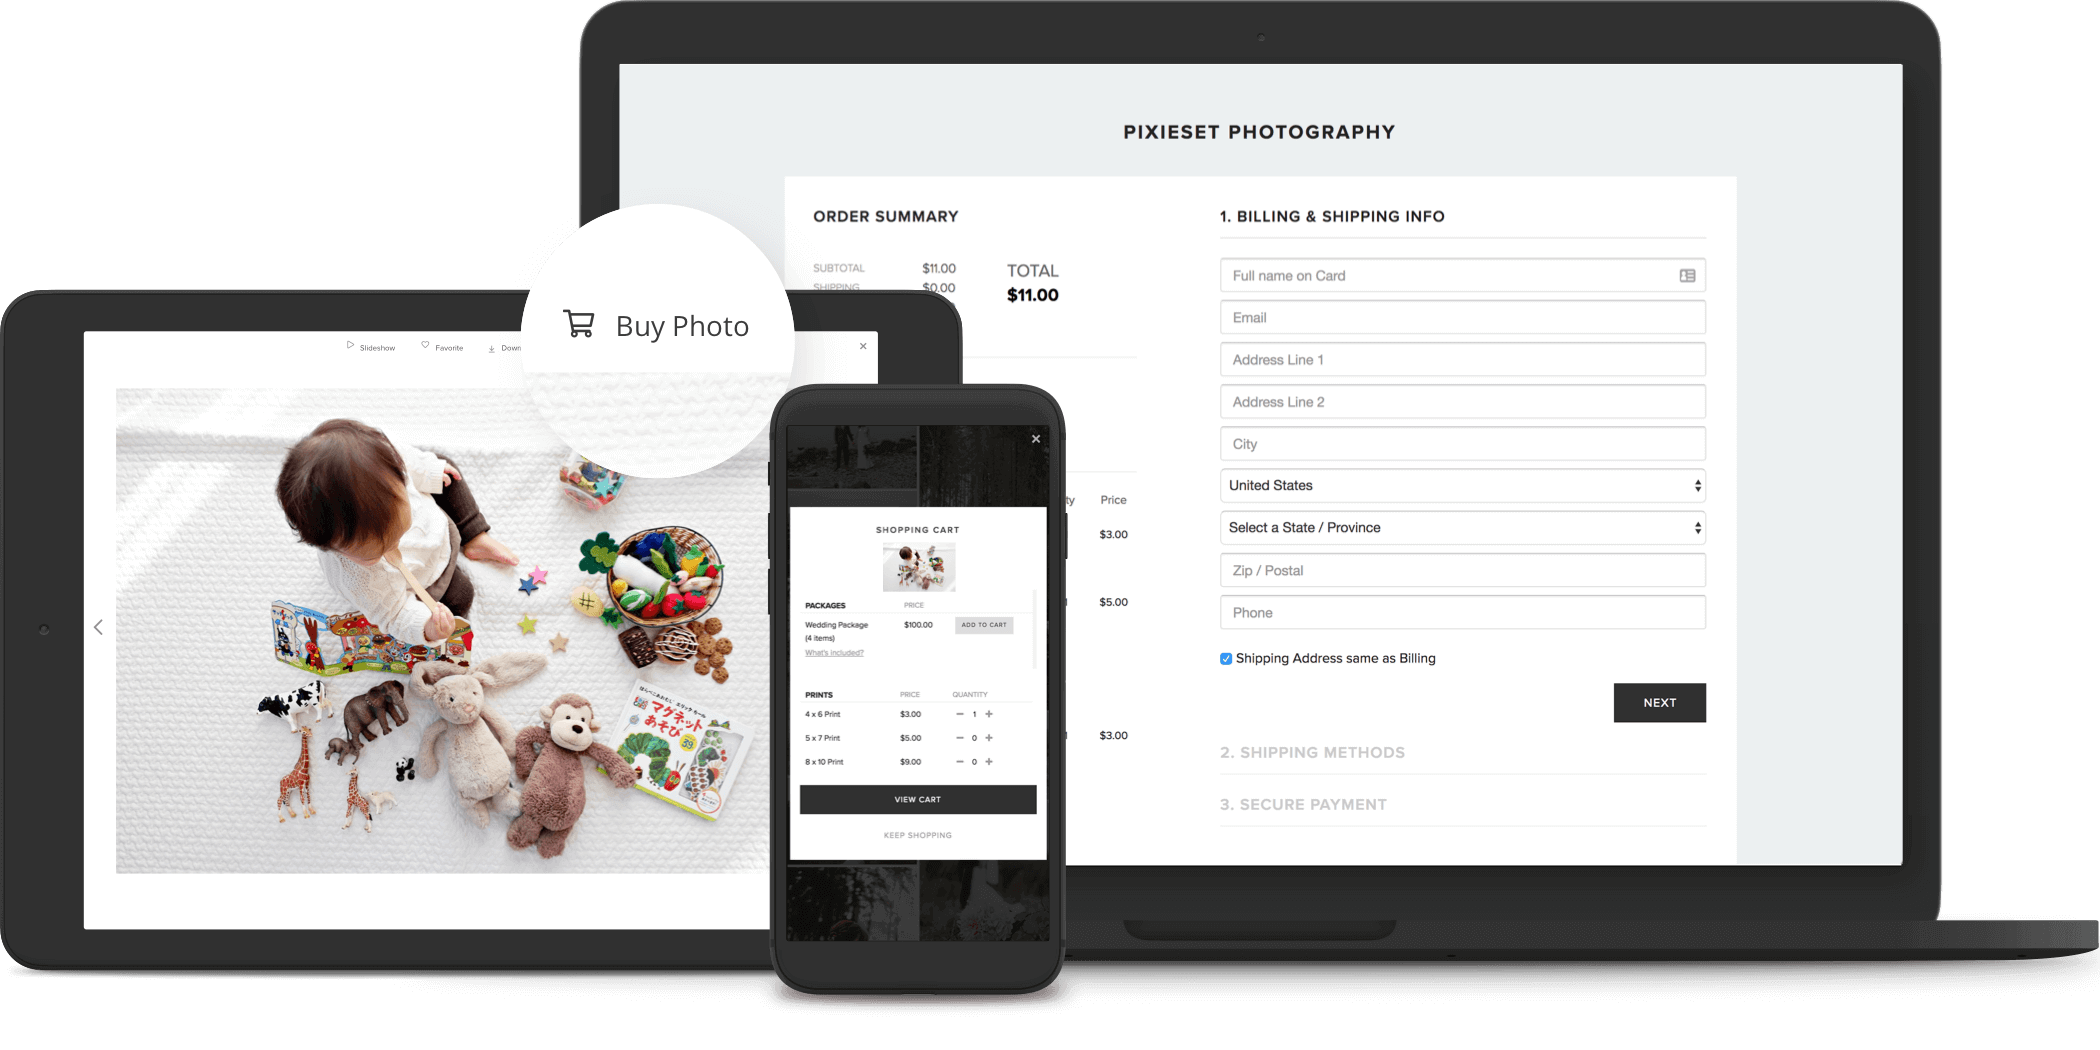 PIXIESET PHOTOGRAPHY
ORDER SUMMARY
SUBTOTAL $11.00
SHIPPING $0.00
TOTAL
$11.00
ty Price
$3.00
$5.00
$3.00
1. BILLING & SHIPPING INFO
Full name on Card
Email
Address Line 1
Address Line 2
City
United States
Select a State / Province
Zip / Postal
Phone
Shipping Address same as Billing
NEXT
2. SHIPPING METHODS
3. SECURE PAYMENT
Buy Photo
Slideshow Favorite Down
マグネット
あそび
SHOPPING CART
PACKAGES PRICE
Wedding Package $100.00 ADD TO CART
(4 items)
What's included?
PRINTS PRICE QUANTITY
4 x 6 Print $3.00 − 1 +
5 x 7 Print $5.00 − 0 +
8 x 10 Print $9.00 − 0 +
VIEW CART
KEEP SHOPPING